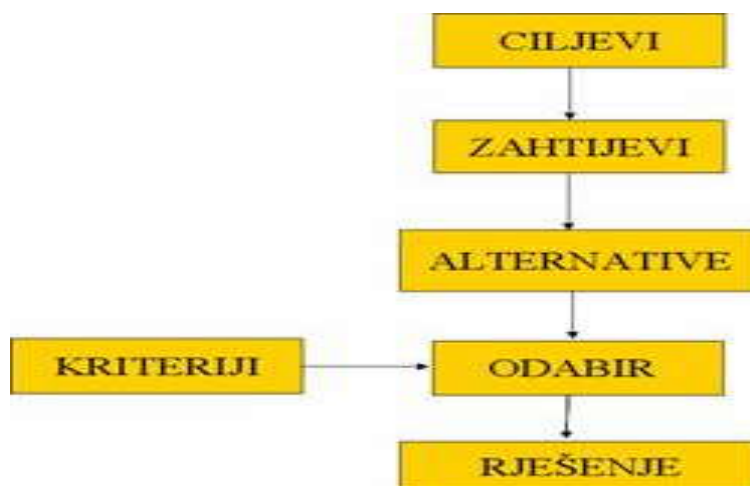 CILJEVI
ZAHTIJEVI
ALTERNATIVE
KRITERIJI
ODABIR
RJEŠENJE